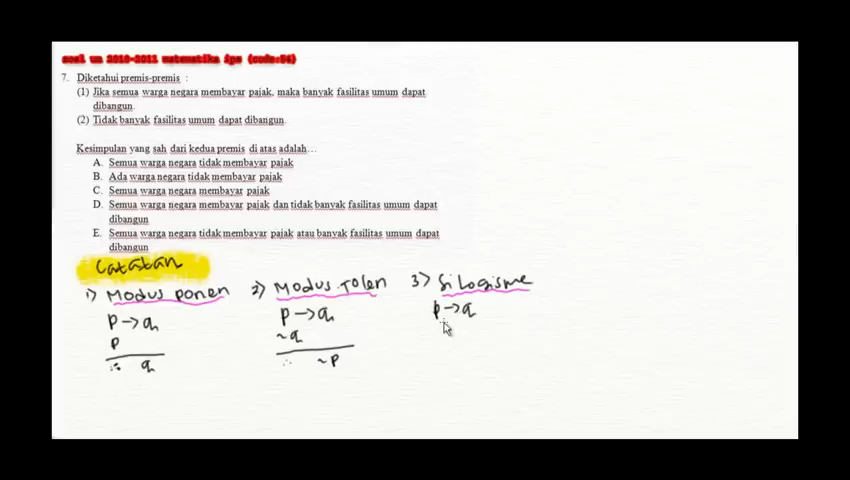 soal un 2010-2011 matematika ips (code:54)
7. Diketahui premis-premis :
(1) Jika semua warga negara membayar pajak, maka banyak fasilitas umum dapat
dibangun.
(2) Tidak banyak fasilitas umum dapat dibangun.
Kesimpulan yang sah dari kedua premis di atas adalah…
A. Semua warga negara tidak membayar pajak
B. Ada warga negara tidak membayar pajak
C. Semua warga negara membayar pajak
D. Semua warga negara membayar pajak dan tidak banyak fasilitas umum dapat
dibangun
E. Semua warga negara tidak membayar pajak atau banyak fasilitas umum dapat
dibangun
Catatan
1) Modus ponen
p → q
p
∴ q
2) Modus Tolen
p → q
~q
∴ ~p
3) Silogisme
p → q